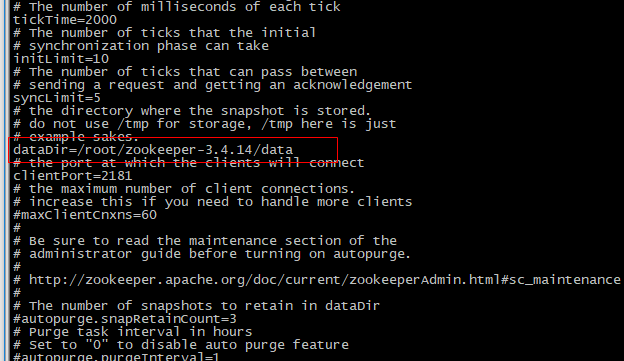 # The number of milliseconds of each tick
tickTime=2000
# The number of ticks that the initial
# synchronization phase can take
initLimit=10
# The number of ticks that can pass between
# sending a request and getting an acknowledgement
syncLimit=5
# the directory where the snapshot is stored.
# do not use /tmp for storage, /tmp here is just
# example sakes.
dataDir=/root/zookeeper-3.4.14/data
# the port at which the clients will connect
clientPort=2181
# the maximum number of client connections.
# increase this if you need to handle more clients
#maxClientCnxns=60
#
# Be sure to read the maintenance section of the
# administrator guide before turning on autopurge.
#
# http://zookeeper.apache.org/doc/current/zookeeperAdmin.html#sc_maintenance
#
# The number of snapshots to retain in dataDir
#autopurge.snapRetainCount=3
# Purge task interval in hours
# Set to "0" to disable auto purge feature
#autopurge.purgeInterval=1